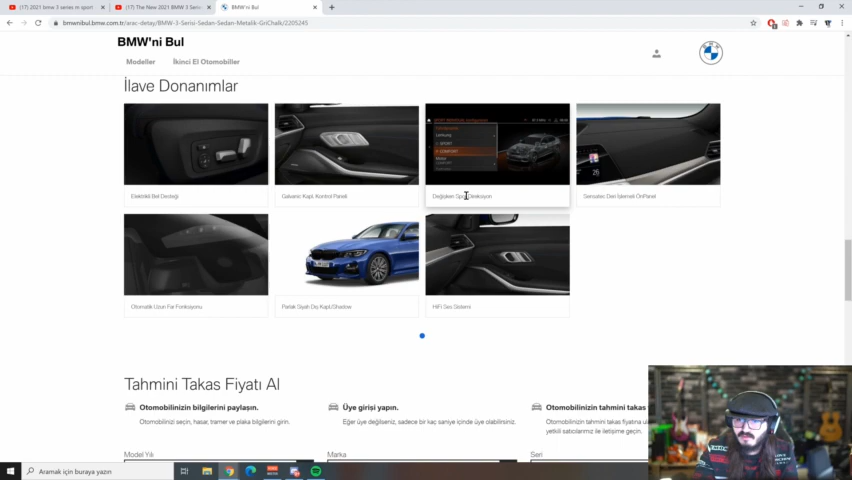 (17) 2021 bmw 3 series m sport
(17) The New 2021 BMW 3 Seri
BMW'ni Bul
bmwnibul.bmw.com.tr/arac-detay/BMW-3-Serisi-Sedan-Sedan-Metalik-GriChalk/2205245
BMW'ni Bul
Modeller
İkinci El Otomobiller
İlave Donanımlar
SPORT
COMFORT
Elektrikli Bel Desteği
Galvanic Kapl. Kontrol Paneli
Değişken Spor Direksiyon
Sensatec Deri İşlemeli ÖnPanel
Otomatik Uzun Far Fonksiyonu
Parlak Siyah Dış Kapl./Shadow
HiFi Ses Sistemi
Tahmini Takas Fiyatı Al
Otomobilinizin bilgilerini paylaşın.
Üye girişi yapın.
Otomobilinizin tahmini takas
Otomobilinizi seçin, hasar, tramer ve plaka bilgilerini girin.
Eğer üye değilseniz, sadece bir kaç saniye içinde üye olabilirsiniz.
Otomobilinizin tahmini takas fiyatına u
yetkili satıcılarımız ile iletişime geçin.
Model Yılı
Marka
Seri
Aramak için buraya yazın